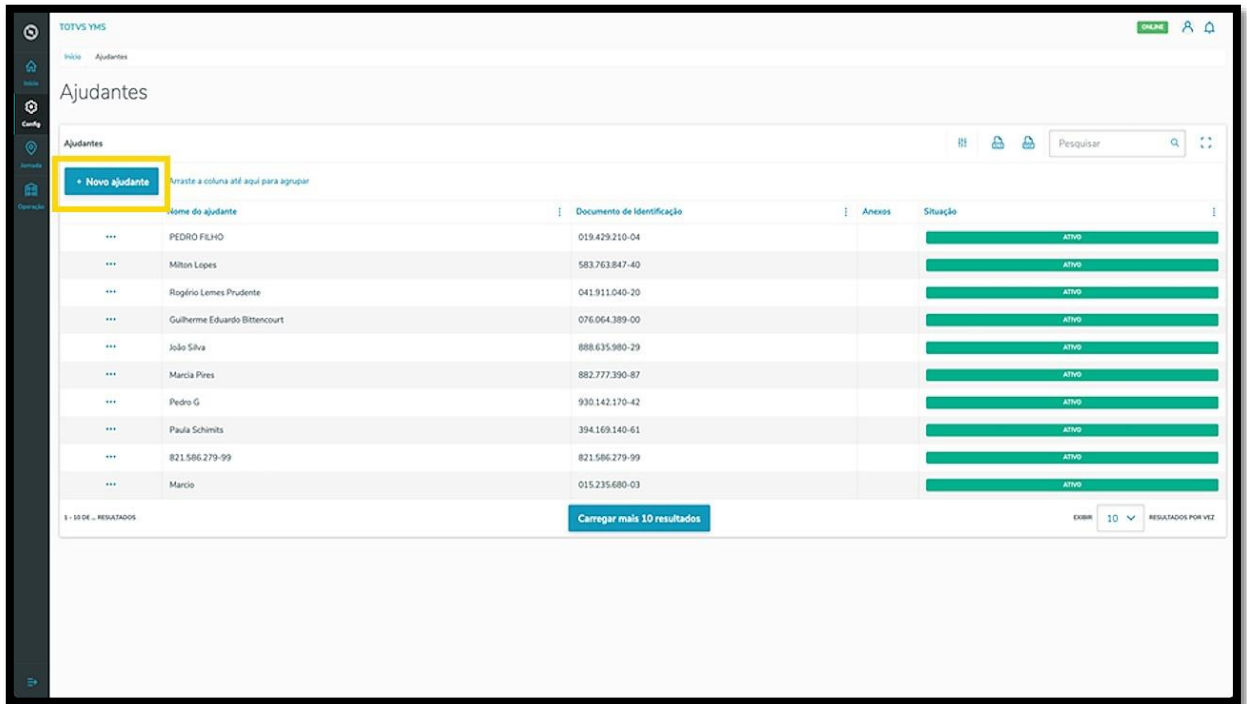 TOTVS YMS
ONLINE
Início Ajudantes
Início
Ajudantes
Config
Ajudantes
Pesquisar
Jornada
+ Novo ajudante Arraste a coluna até aqui para agrupar
Operação
Nome do ajudante Documento de Identificação Anexos Situação
... PEDRO FILHO 019.429.210-04 ATIVO
... Milton Lopes 583.763.847-40 ATIVO
... Rogério Lemes Prudente 041.911.040-20 ATIVO
... Guilherme Eduardo Bittencourt 076.064.389-00 ATIVO
... João Silva 888.635.980-29 ATIVO
... Marcia Pires 882.777.390-87 ATIVO
... Pedro G 930.142.170-42 ATIVO
... Paula Schimits 394.169.140-61 ATIVO
... 821.586.279-99 821.586.279-99 ATIVO
... Marcio 015.235.680-03 ATIVO
1 - 10 DE ... RESULTADOS Carregar mais 10 resultados EXIBIR 10 RESULTADOS POR VEZ